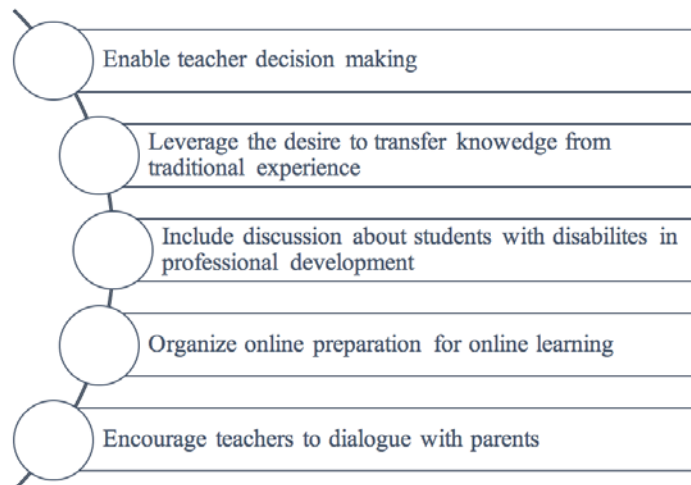 Enable teacher decision making
Leverage the desire to transfer knowedge from
traditional experience
Include discussion about students with disabilites in
professional development
Organize online preparation for online learning
Encourage teachers to dialogue with parents